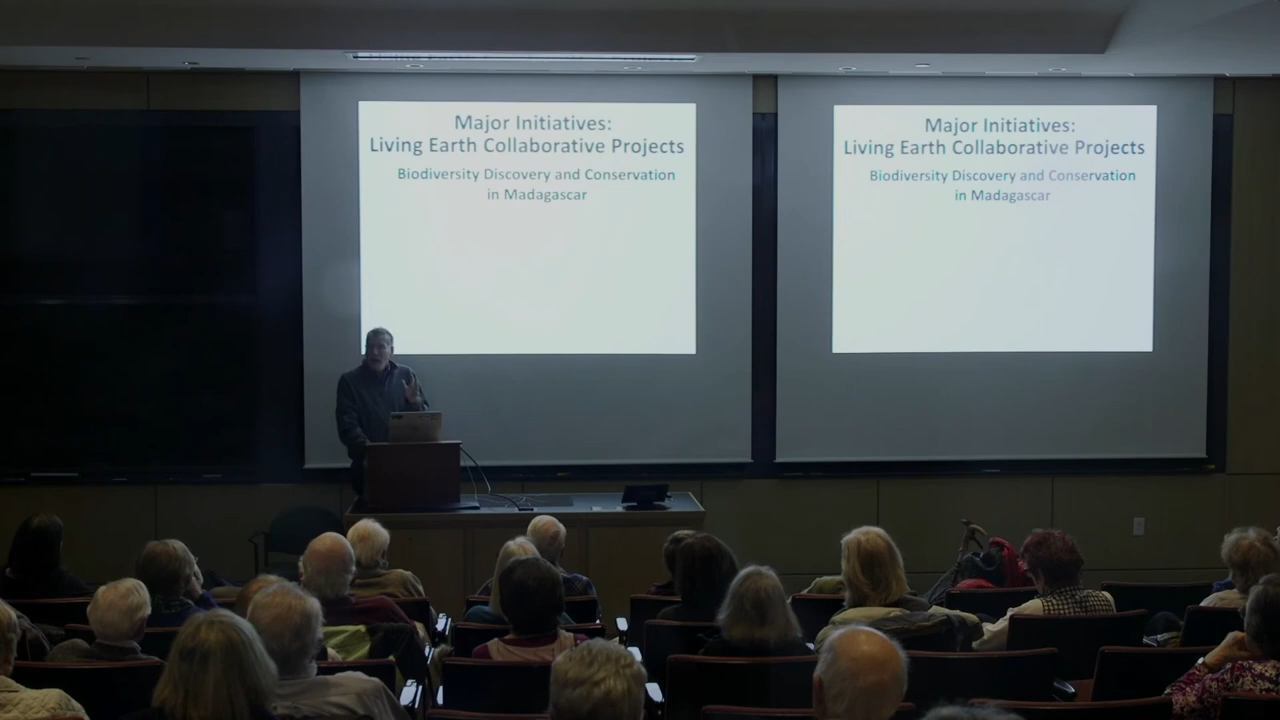 Major Initiatives:
Living Earth Collaborative Projects
Biodiversity Discovery and Conservation
in Madagascar
Major Initiatives:
Living Earth Collaborative Projects
Biodiversity Discovery and Conservation
in Madagascar